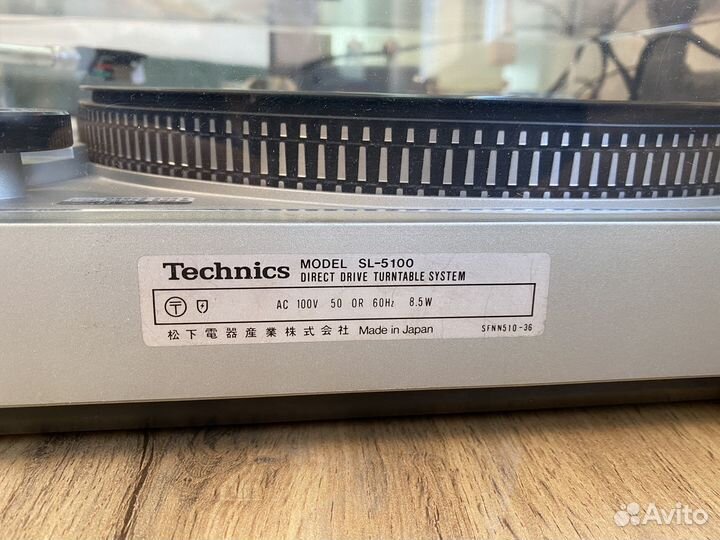 Technics MODEL SL-5100
DIRECT DRIVE TURNTABLE SYSTEM
〒 AC 100V 50 OR 60Hz 8.5W
松下電器産業株式会社 Made in Japan SFNN510-36
Avito